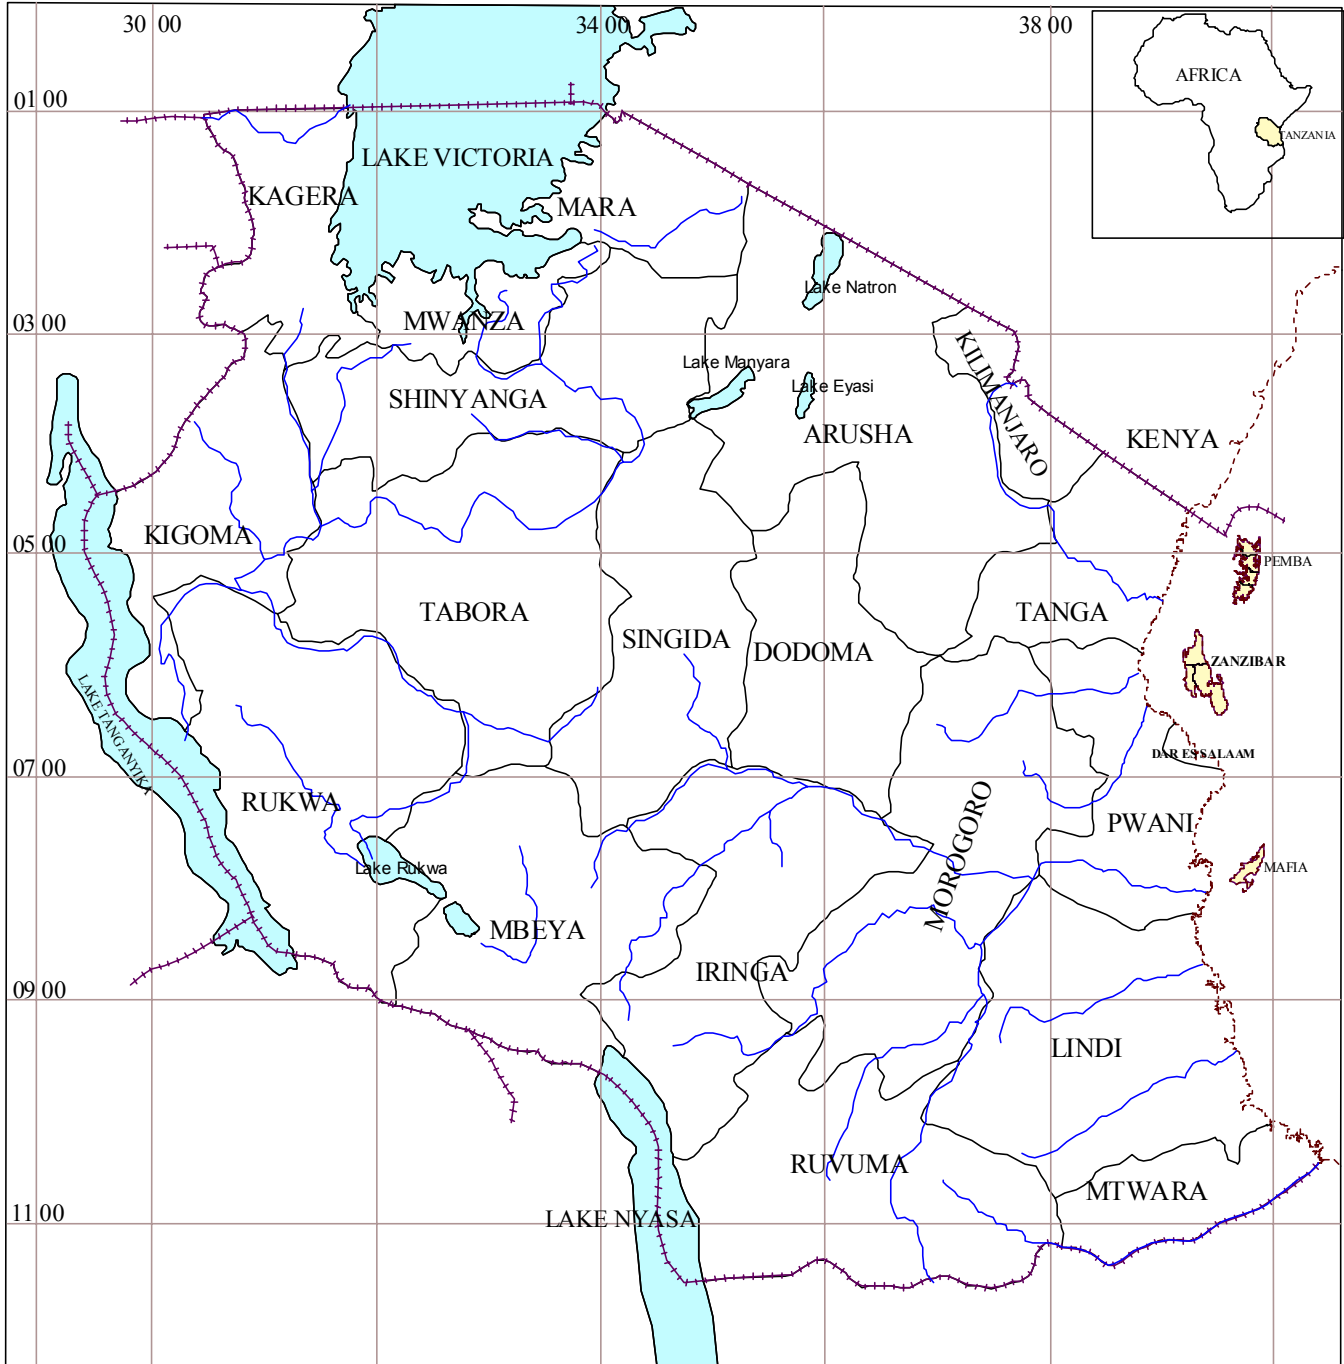 30 00
34 00
38 00
AFRICA
TANZANIA
01 00
LAKE VICTORIA
KAGERA
MARA
Lake Natron
MWANZA
03 00
KILIMANJARO
Lake Manyara
Lake Eyasi
SHINYANGA
ARUSHA
KENYA
KIGOMA
05 00
PEMBA
TABORA
TANGA
SINGIDA
DODOMA
ZANZIBAR
LAKE TANGANYIKA
DAR ES SALAAM
07 00
RUKWA
MOROGORO
PWANI
Lake Rukwa
MAFIA
MBEYA
IRINGA
09 00
LINDI
RUVUMA
MTWARA
LAKE NYASA
11 00